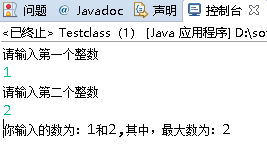 问题 @ Javadoc 声明 控制台
<已终止> Testclass (1) [Java 应用程序] D:\so
请输入第一个整数
1
请输入第二个整数
2
你输入的数为：1和2,其中，最大数为：2